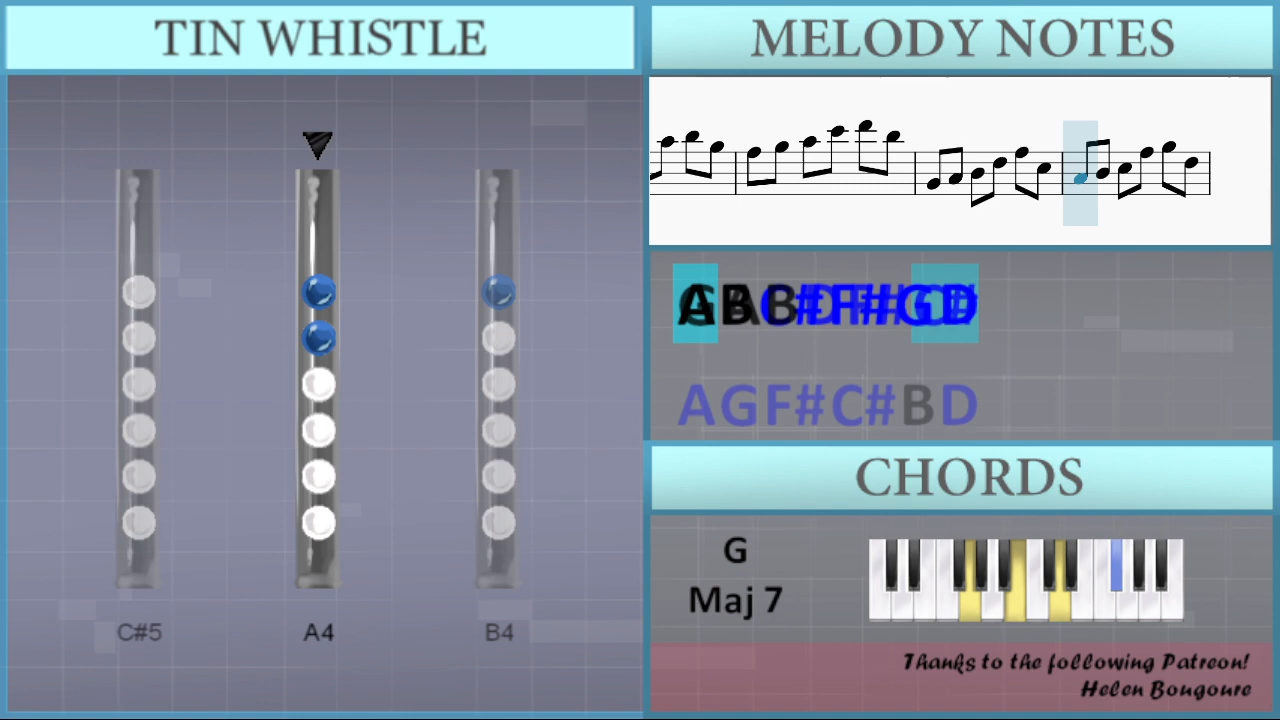 TIN WHISTLE
C#5
A4
B4
MELODY NOTES
AGF#C#BD
CHORDS
G
Maj 7
Thanks to the following Patreon!
Helen Bougoure